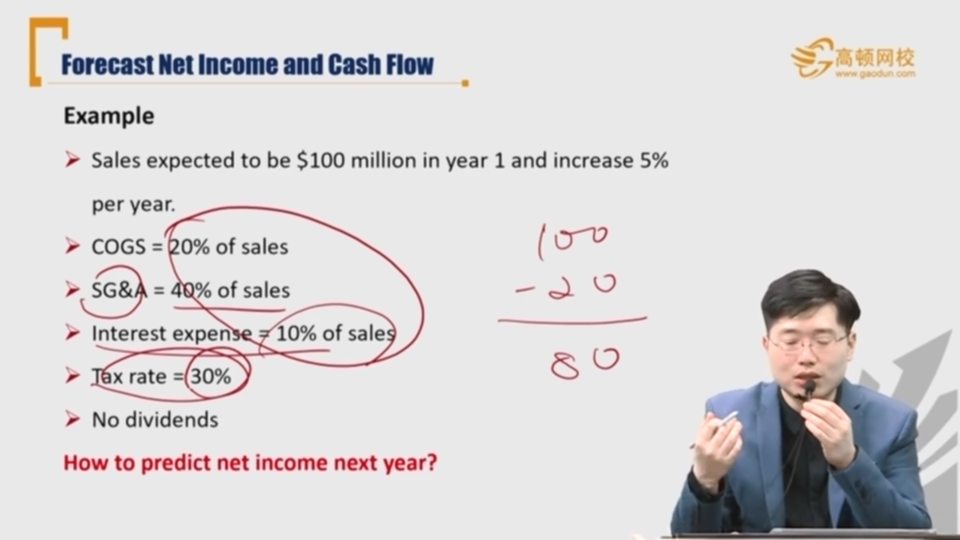 Forecast Net Income and Cash Flow
高顿网校
www.gaodun.com
Example
Sales expected to be $100 million in year 1 and increase 5%
per year.
COGS = 20% of sales
SG&A = 40% of sales
Interest expense = 10% of sales
Tax rate = 30%
No dividends
How to predict net income next year?
100
- 20
80